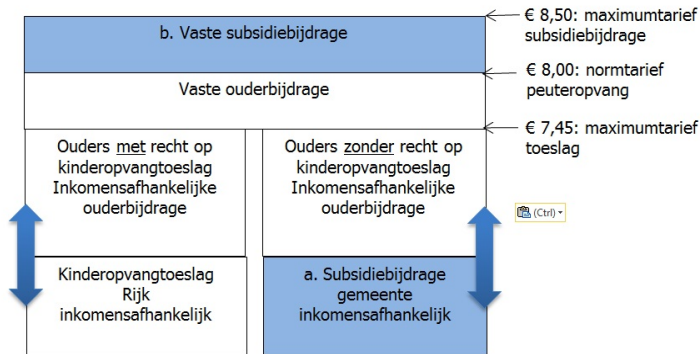 b. Vaste subsidiebijdrage
€ 8,50: maximumtarief
subsidiebijdrage
Vaste ouderbijdrage
€ 8,00: normtarief
peuteropvang
€ 7,45: maximumtarief
toeslag
Ouders met recht op
kinderopvangtoeslag
Inkomensafhankelijke
ouderbijdrage
Ouders zonder recht op
kinderopvangtoeslag
Inkomensafhankelijke
ouderbijdrage
(Ctrl)
Kinderopvangtoeslag
Rijk
inkomensafhankelijk
a. Subsidiebijdrage
gemeente
inkomensafhankelijk